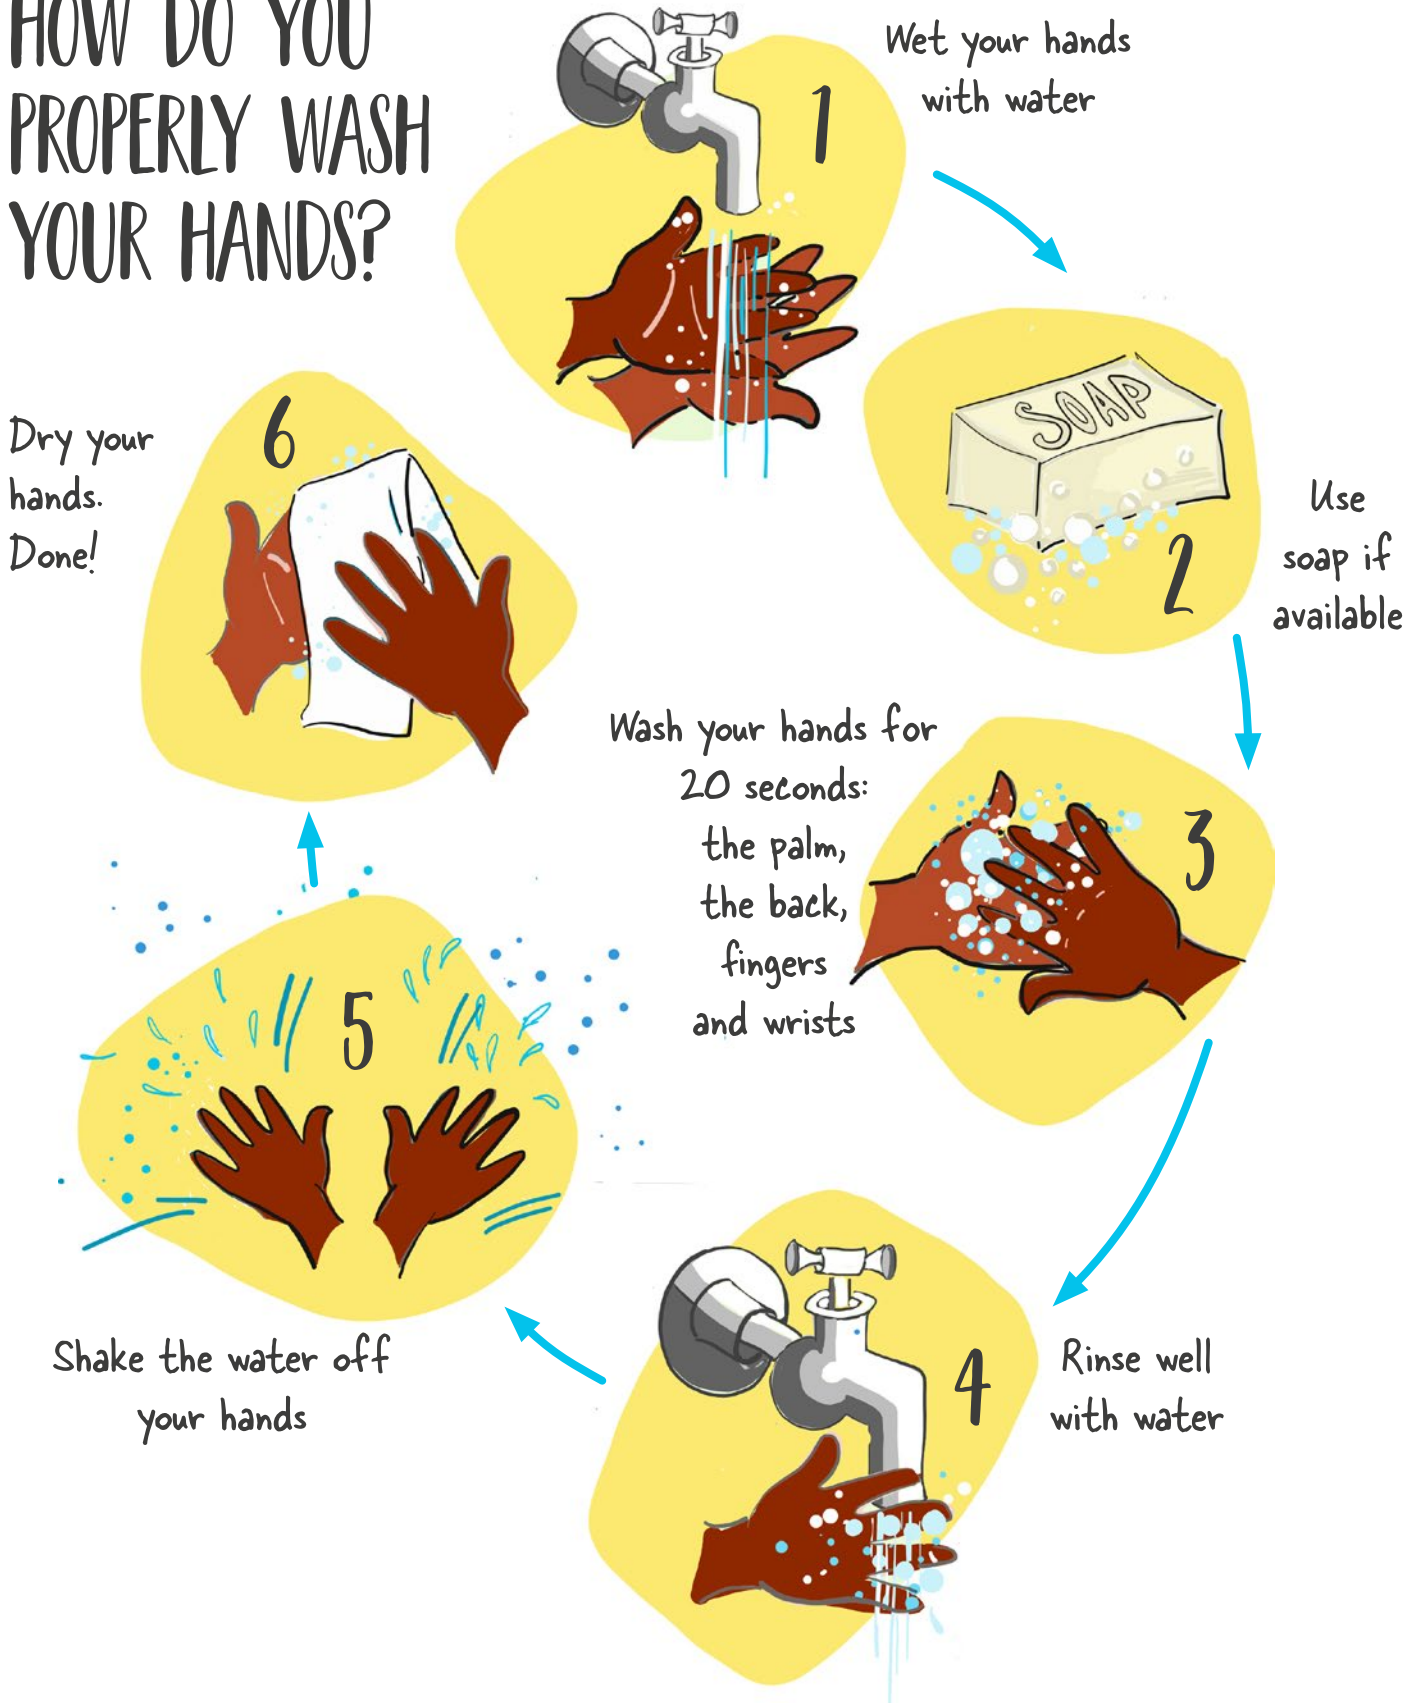 HOW DO YOU
PROPERLY WASH
YOUR HANDS?
1
Wet your hands
with water
SOAP
2
Use
soap if
available
3
Wash your hands for
20 seconds:
the palm,
the back,
fingers
and wrists
4
Rinse well
with water
5
Shake the water off
your hands
6
Dry your
hands.
Done!